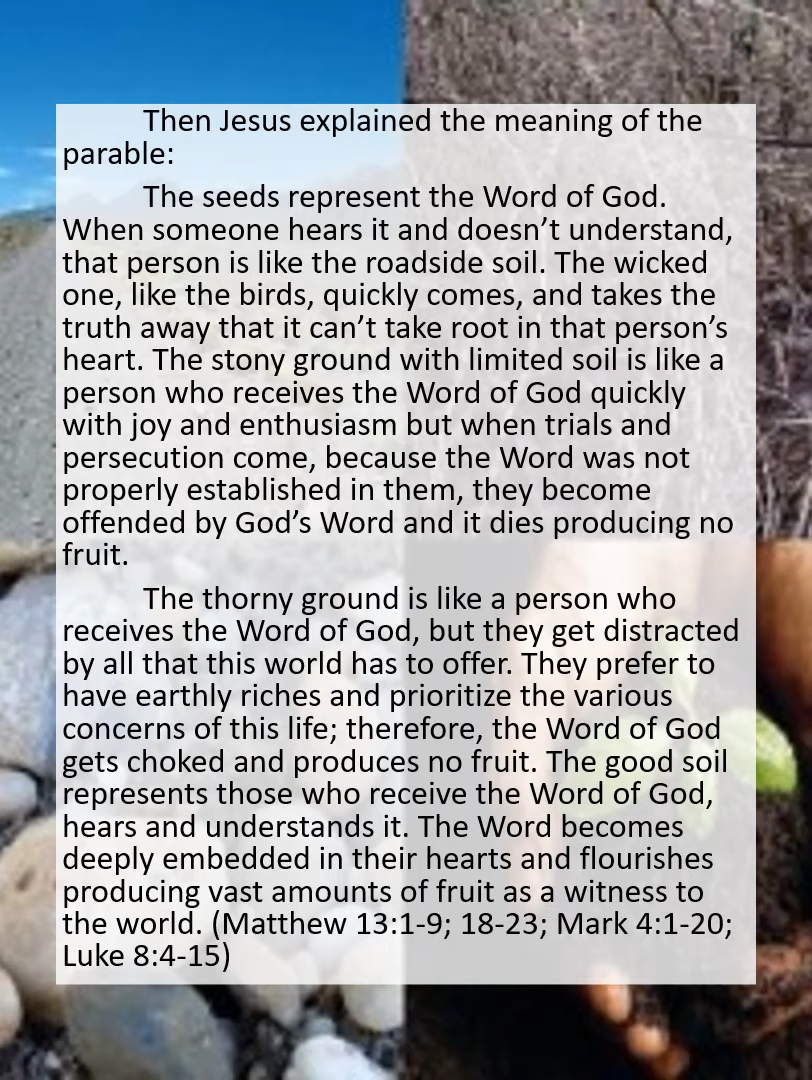 Then Jesus explained the meaning of the
parable:
The seeds represent the Word of God.
When someone hears it and doesn’t understand,
that person is like the roadside soil. The wicked
one, like the birds, quickly comes, and takes the
truth away that it can’t take root in that person’s
heart. The stony ground with limited soil is like a
person who receives the Word of God quickly
with joy and enthusiasm but when trials and
persecution come, because the Word was not
properly established in them, they become
offended by God’s Word and it dies producing no
fruit.
The thorny ground is like a person who
receives the Word of God, but they get distracted
by all that this world has to offer. They prefer to
have earthly riches and prioritize the various
concerns of this life; therefore, the Word of God
gets choked and produces no fruit. The good soil
represents those who receive the Word of God,
hears and understands it. The Word becomes
deeply embedded in their hearts and flourishes
producing vast amounts of fruit as a witness to
the world. (Matthew 13:1-9; 18-23; Mark 4:1-20;
Luke 8:4-15)